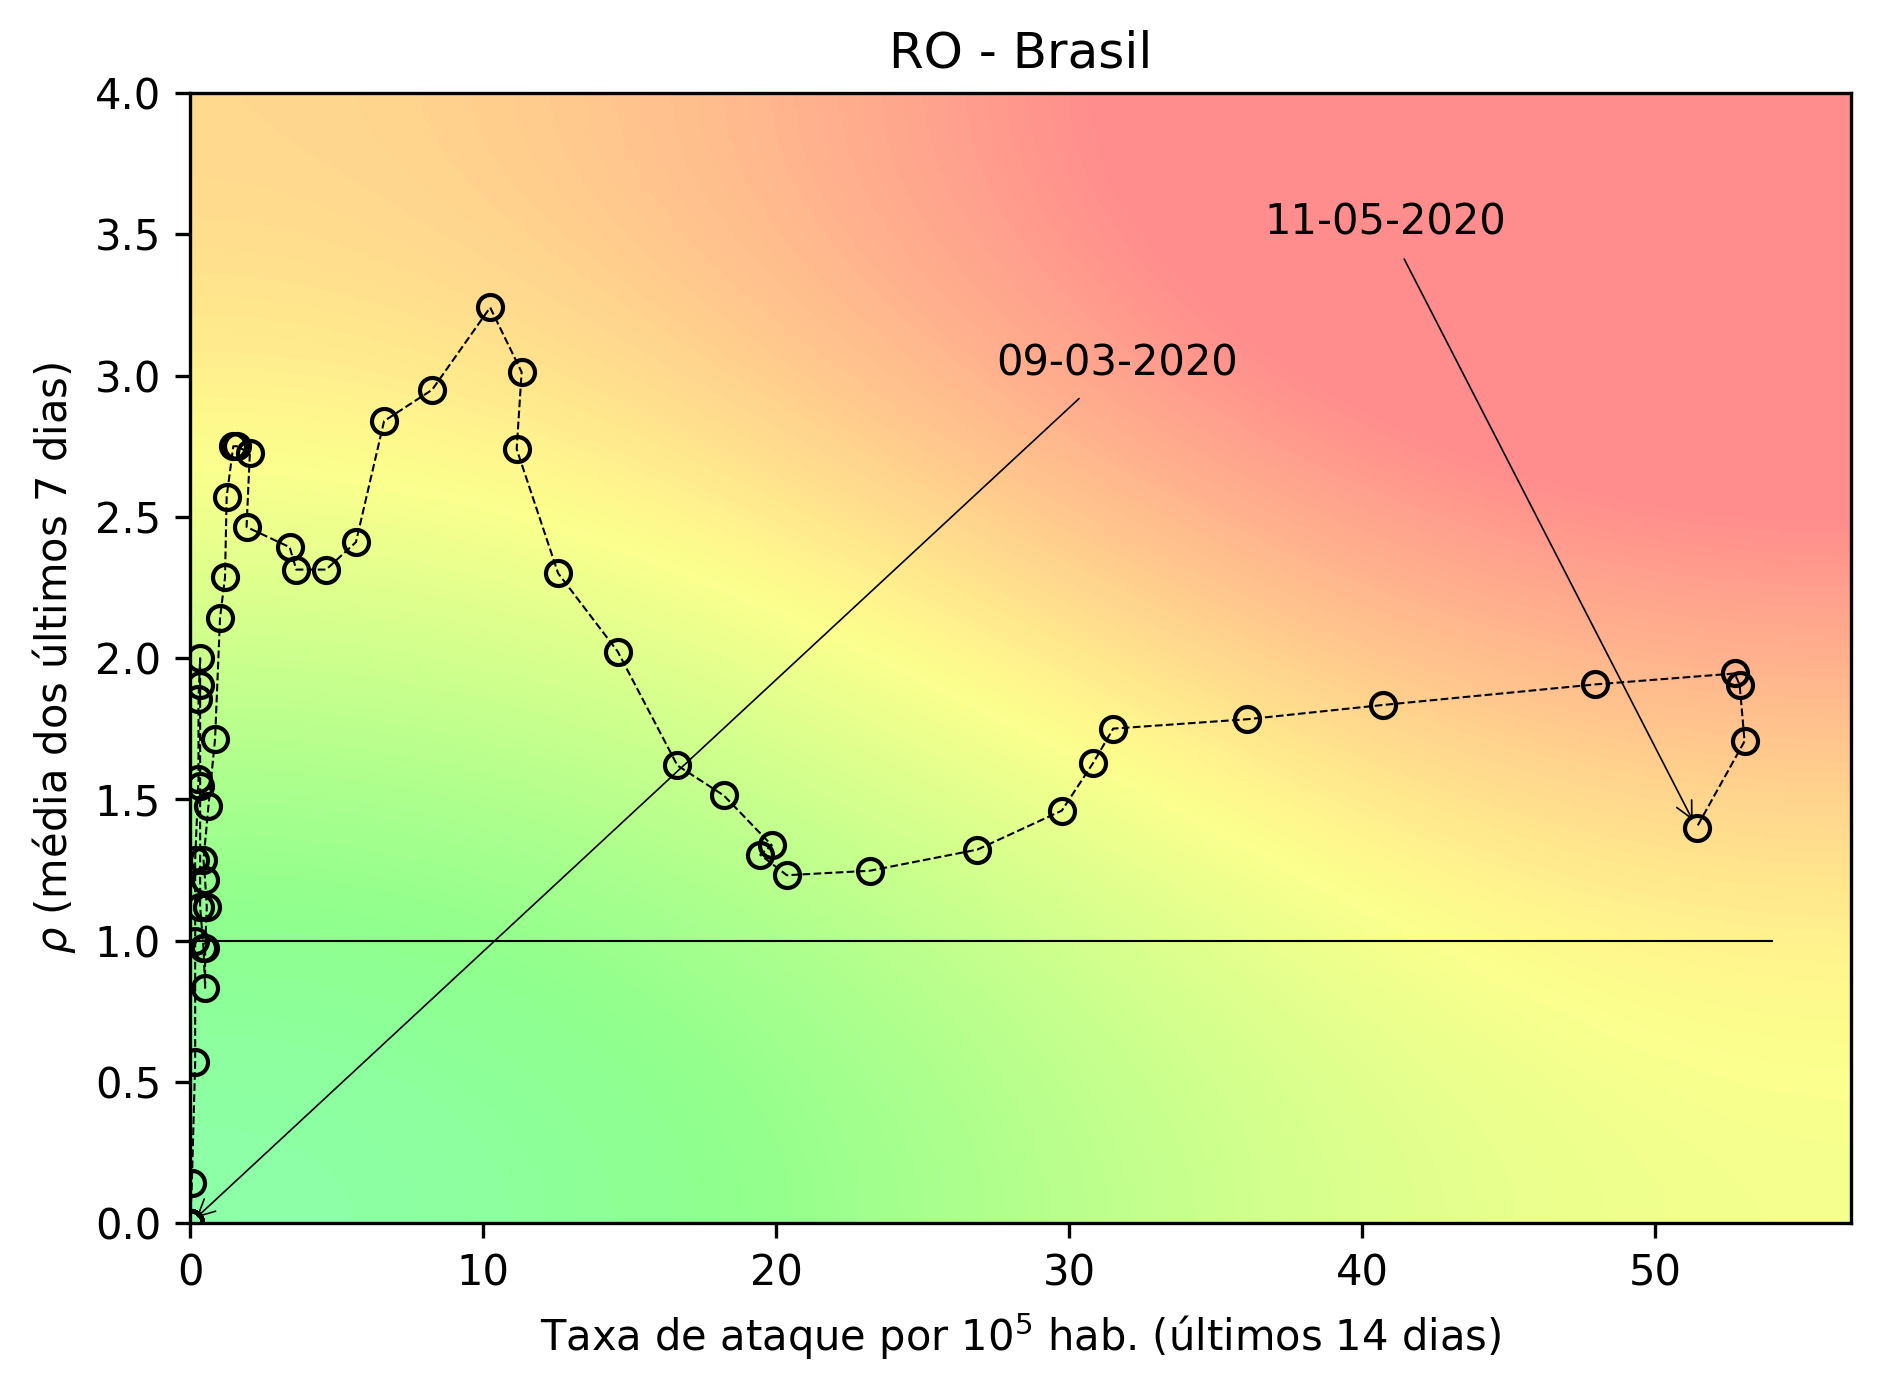 RO - Brasil
ρ (média dos últimos 7 dias)
4.0
3.5
3.0
2.5
2.0
1.5
1.0
0.5
0.0
11-05-2020
09-03-2020
0 10 20 30 40 50
Taxa de ataque por 10⁵ hab. (últimos 14 dias)